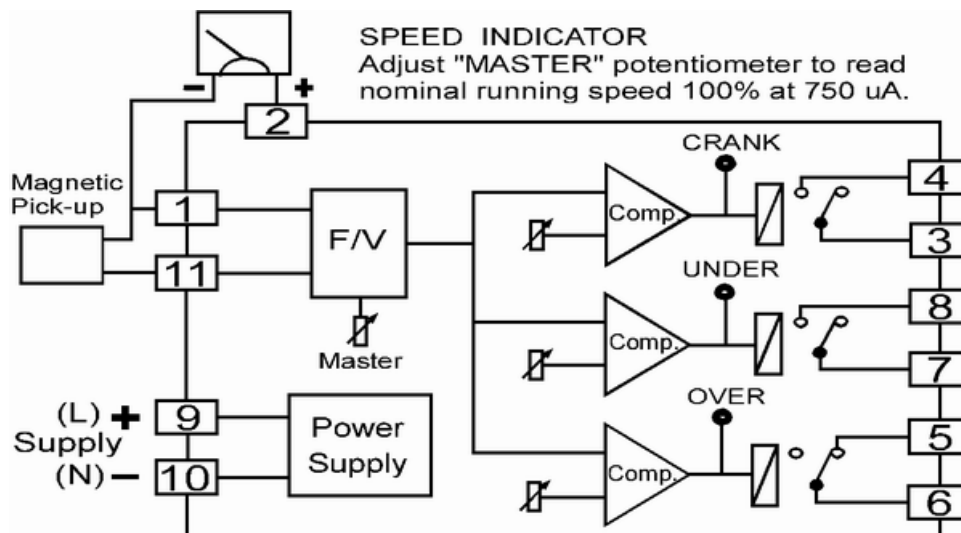 SPEED INDICATOR
Adjust "MASTER" potentiometer to read
nominal running speed 100% at 750 uA.
− +
2
CRANK
Magnetic
Pick-up
1
F/V
Comp.
4
3
11
UNDER
Master
Comp.
8
7
OVER
(L) + 9
Supply
(N) − 10
Power
Supply
Comp.
5
6